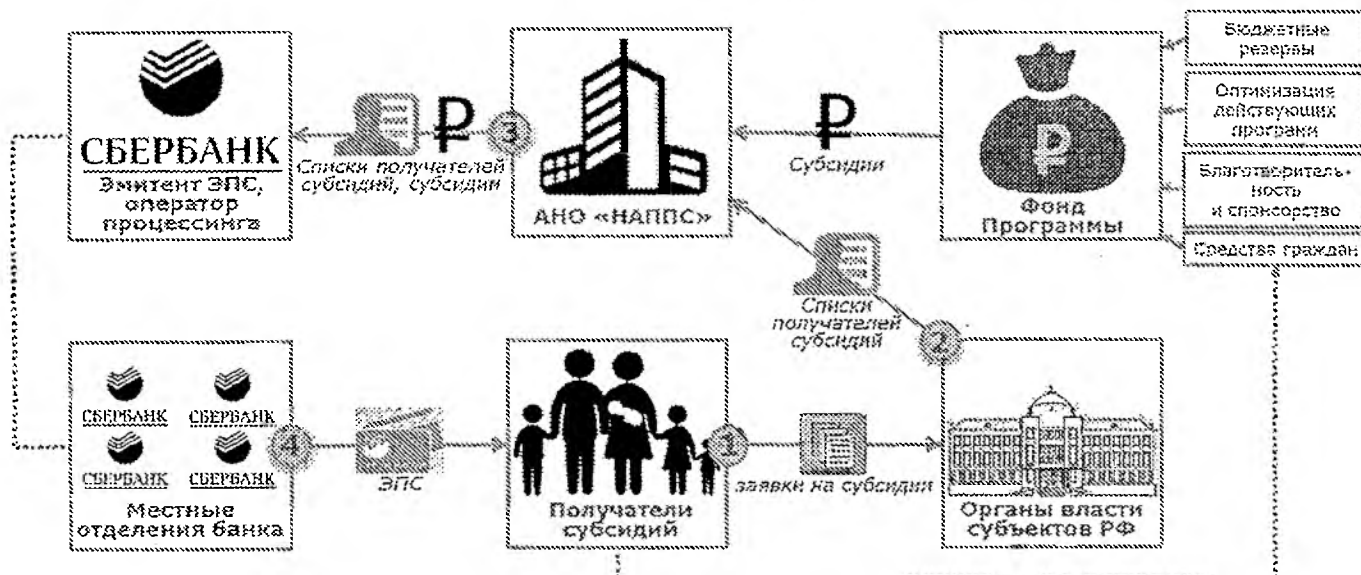 Бюджетные
резервы
Оптимизация
действующих
программ
Благотворитель-
ность
и спонсорство
Средства граждан
СБЕРБАНК
Эмитент ЭПС,
оператор
процессинга
₽
3
Списки получателей
субсидий, субсидии
АНО «НАППС»
₽
Субсидии
₽
Фонд
Программы
Списки
получателей
субсидий
2
СБЕРБАНК
СБЕРБАНК
СБЕРБАНК
СБЕРБАНК
Местные
отделения банка
4
ЭПС
Получатели
субсидий
1
заявки на субсидии
Органы власти
субъектов РФ